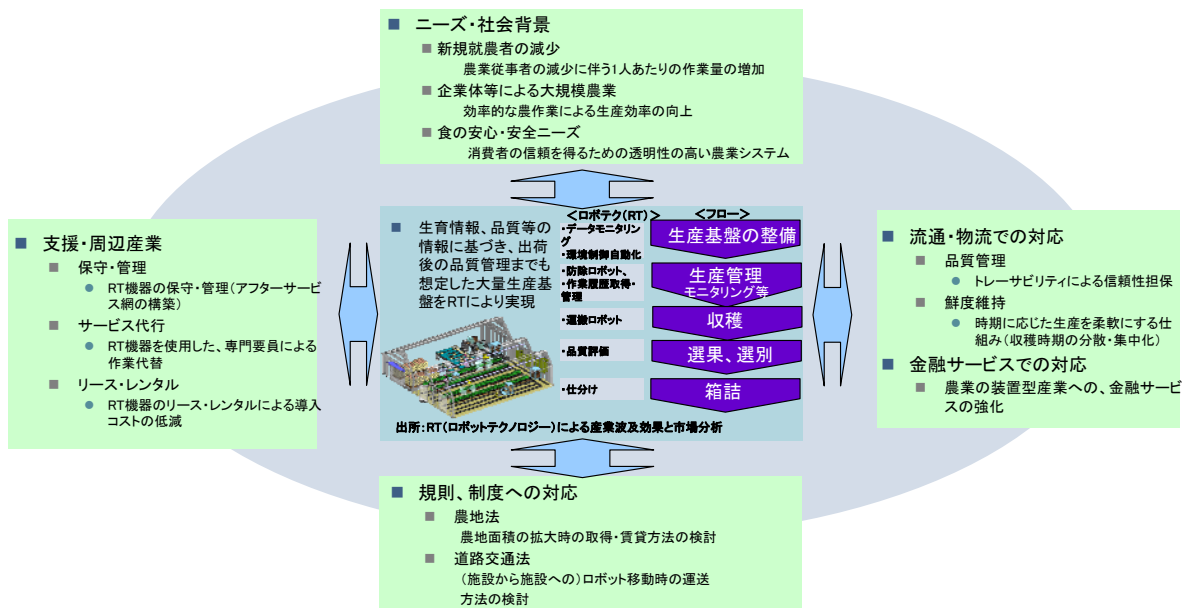 ニーズ・社会背景
新規就農者の減少
農業従事者の減少に伴う1人あたりの作業量の増加
企業体等による大規模農業
効率的な農作業による生産効率の向上
食の安心・安全ニーズ
消費者の信頼を得るための透明性の高い農業システム
支援・周辺産業
保守・管理
RT機器の保守・管理(アフターサービ
ス網の構築)
サービス代行
RT機器を使用した、専門要員による
作業代替
リース・レンタル
RT機器のリース・レンタルによる導入
コストの低減
生育情報、品質等の
情報に基づき、出荷
後の品質管理までも
想定した大量生産基
盤をRTにより実現
＜ロボテク(RT)＞
・データモニタリン
グ
・環境制御自動化
・防除ロボット、
・作業履歴取得・
管理
・運搬ロボット
・品質評価
・仕分け
＜フロー＞
生産基盤の整備
生産管理
モニタリング等
収穫
選果、選別
箱詰
出所：RT(ロボットテクノロジー)による産業波及効果と市場分析
流通・物流での対応
品質管理
トレーサビリティによる信頼性担保
鮮度維持
時期に応じた生産を柔軟にする仕
組み(収穫時期の分散・集中化)
金融サービスでの対応
農業の装置型産業への、金融サービ
スの強化
規則、制度への対応
農地法
農地面積の拡大時の取得・賃貸方法の検討
道路交通法
(施設から施設への)ロボット移動時の運送
方法の検討